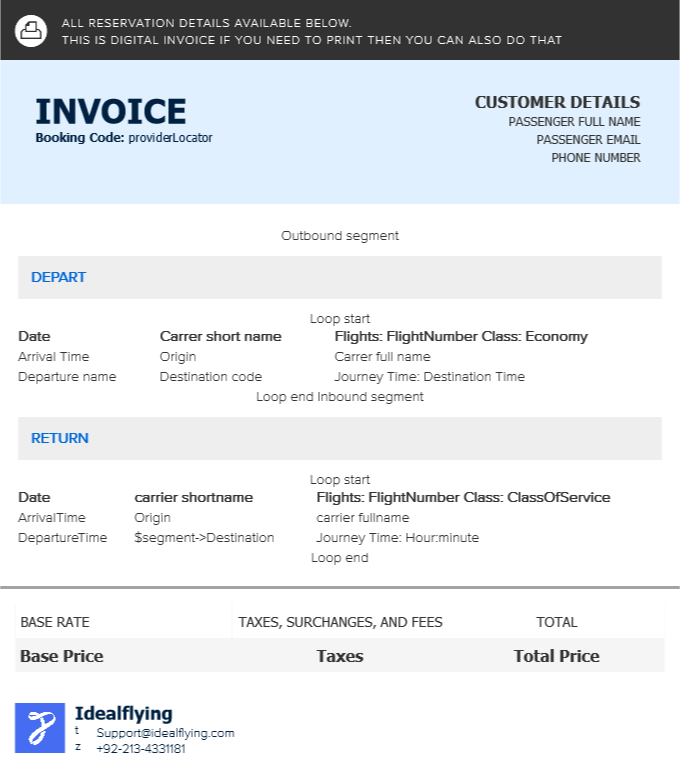 ALL RESERVATION DETAILS AVAILABLE BELOW.
THIS IS DIGITAL INVOICE IF YOU NEED TO PRINT THEN YOU CAN ALSO DO THAT
INVOICE
Booking Code: providerLocator
CUSTOMER DETAILS
PASSENGER FULL NAME
PASSENGER EMAIL
PHONE NUMBER
Outbound segment
DEPART
Loop start
Date Carrer short name Flights: FlightNumber Class: Economy
Arrival Time Origin Carrer full name
Departure name Destination code Journey Time: Destination Time
Loop end Inbound segment
RETURN
Loop start
Date carrier shortname Flights: FlightNumber Class: ClassOfService
ArrivalTime Origin carrier fullname
DepartureTime $segment->Destination Journey Time: Hour:minute
Loop end
BASE RATE TAXES, SURCHANGES, AND FEES TOTAL
Base Price Taxes Total Price
Idealflying
t Support@idealflying.com
z +92-213-4331181